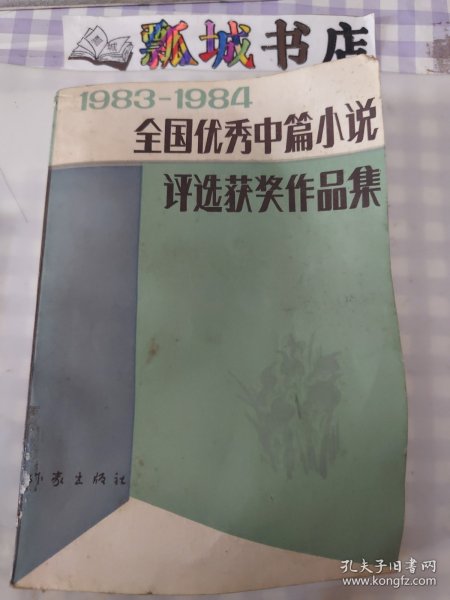 瓢城书店
1983-1984
全国优秀中篇小说
评选获奖作品集
作家出版社
孔夫子旧书网
www.kongfz.com